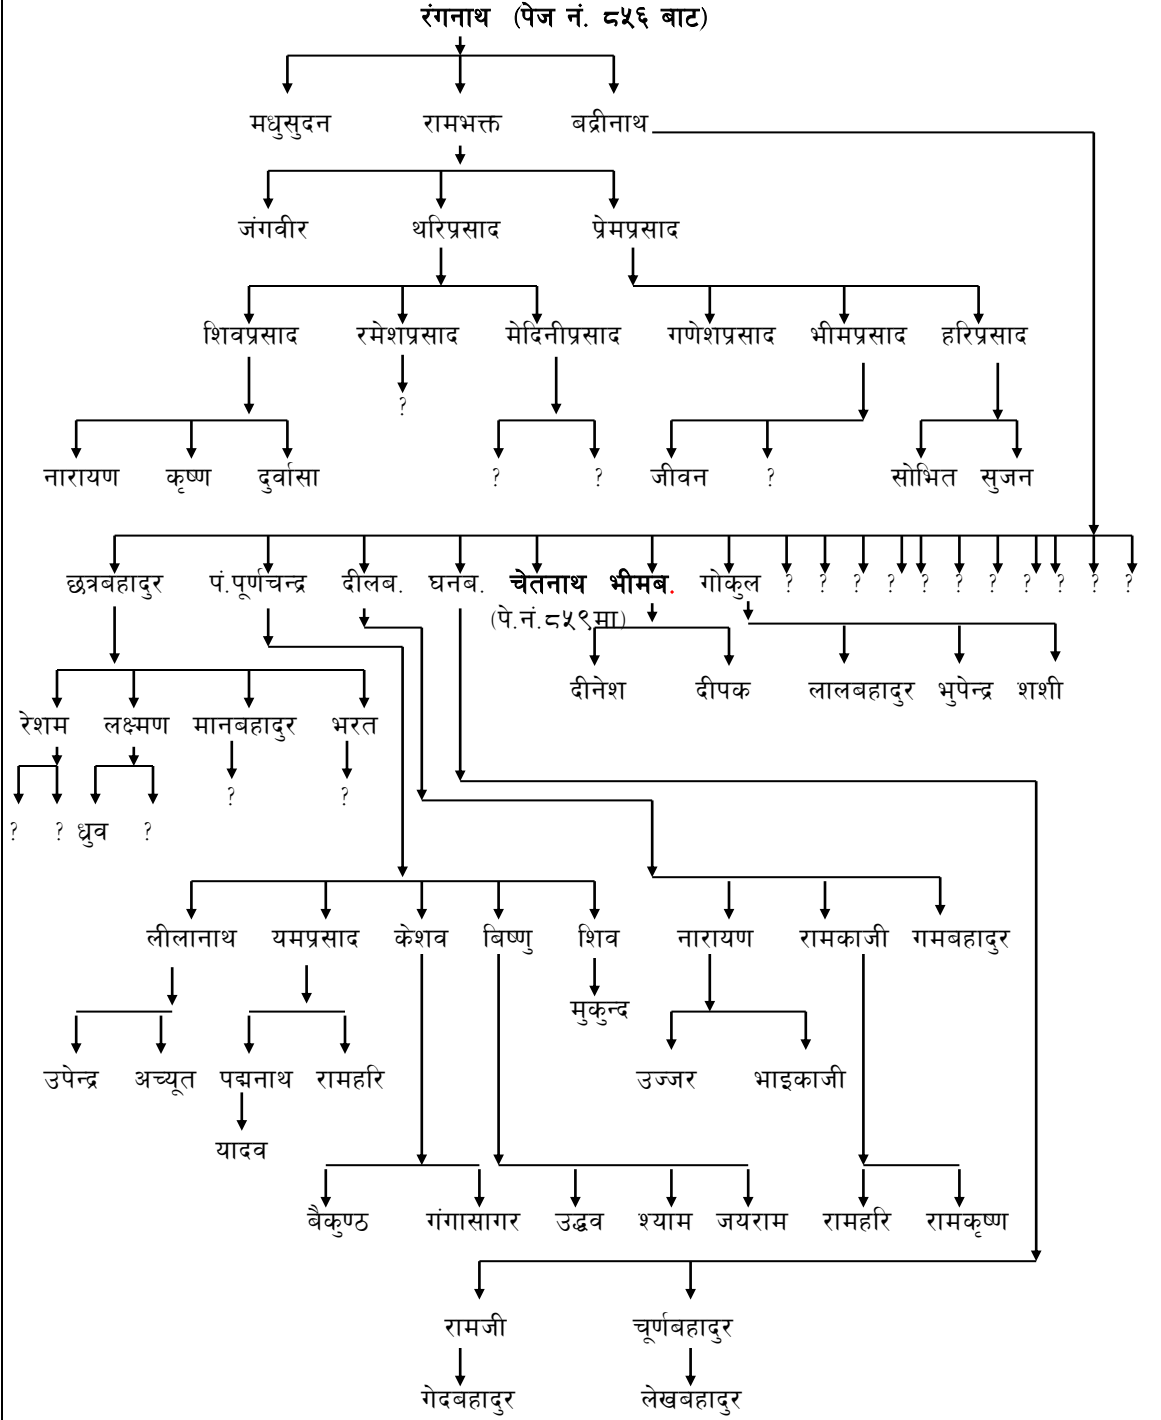 रंगनाथ (पेज नं. ८५६ बाट)
मधुसुदन रामभक्त बद्रीनाथ
जंगवीर थरिप्रसाद प्रेमप्रसाद
शिवप्रसाद रमेशप्रसाद मेदिनीप्रसाद गणेशप्रसाद भीमप्रसाद हरिप्रसाद
?
नारायण कृष्ण दुर्वासा ? ? जीवन ? सोभित सुजन
छत्रबहादुर पं.पूर्णचन्द्र दीलब. घनब. चेतनाथ भीमब. गोकुल ? ? ? ? ? ? ? ? ? ?
(पे.नं.८५९मा)
दीनेश दीपक लालबहादुर भुपेन्द्र शशी
रेशम लक्ष्मण मानबहादुर भरत
? ?
? ? ध्रुव ?
लीलानाथ यमप्रसाद केशव बिष्णु शिव नारायण रामकाजी गमबहादुर
मुकुन्द
उपेन्द्र अच्यूत पद्मनाथ रामहरि उज्जर भाइकाजी
यादव
बैकुण्ठ गंगासागर उद्धव श्याम जयराम रामहरि रामकृष्ण
रामजी चूर्णबहादुर
गेदबहादुर लेखबहादुर